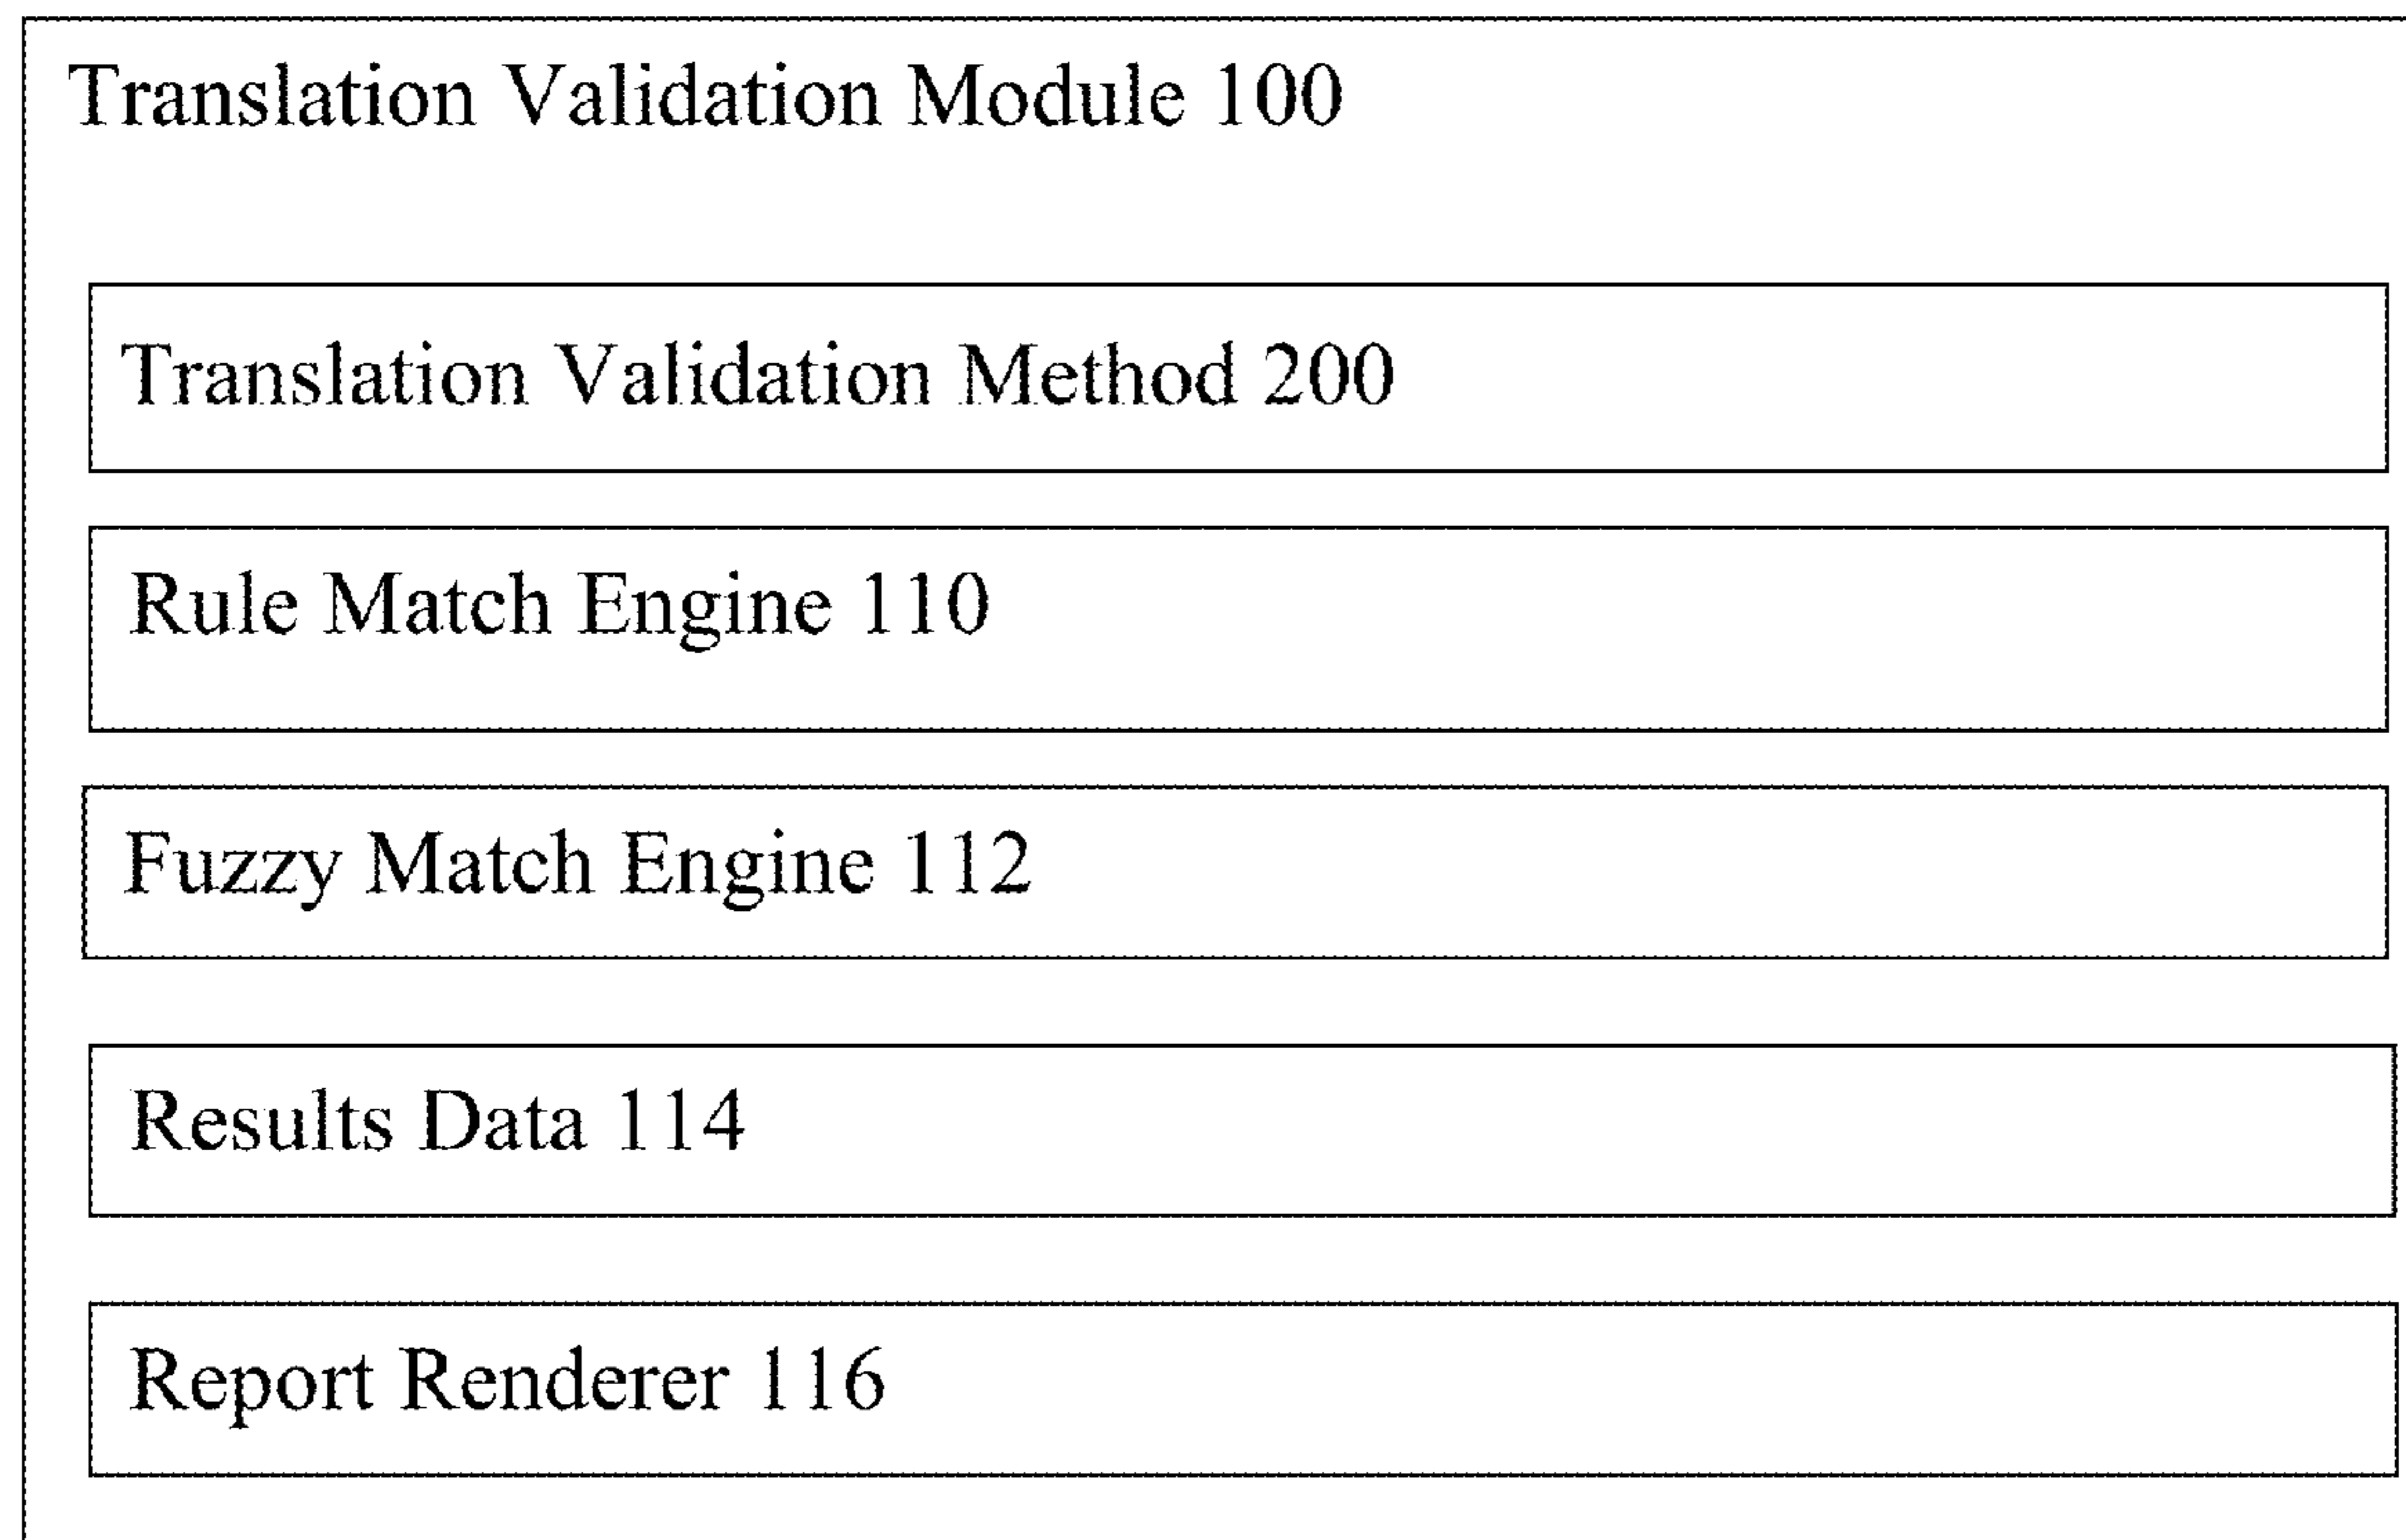 Translation Validation Module 100
Translation Validation Method 200
Rule Match Engine 110
Fuzzy Match Engine 112
Results Data 114
Report Renderer 116